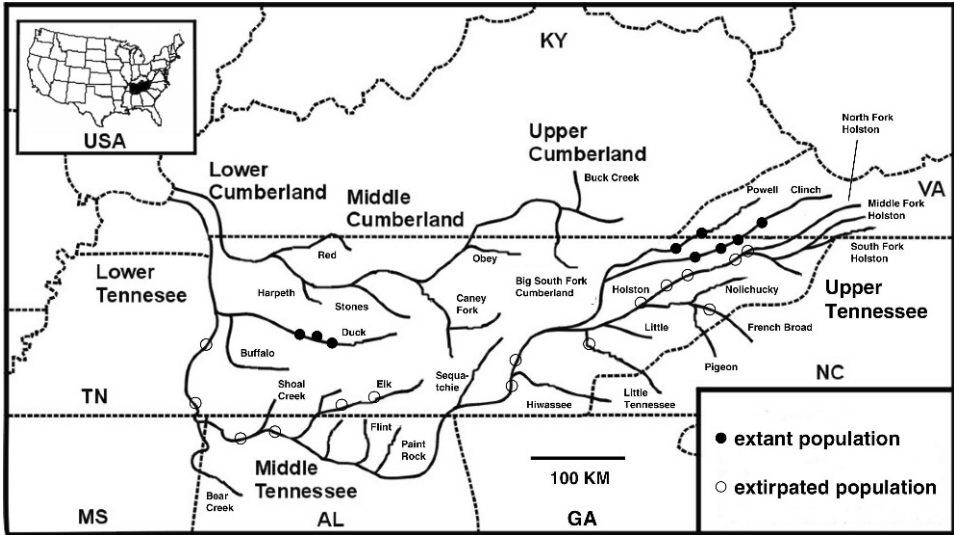 USA
KY
Lower
Cumberland
Middle
Cumberland
Upper
Cumberland
Buck Creek
North Fork
Holston
Powell
Clinch
VA
Middle Fork
Holston
South Fork
Holston
Red
Obey
Big South Fork
Cumberland
Lower
Tennesee
Harpeth
Stones
Caney
Fork
Holston
Nolichucky
Upper
Tennessee
Duck
Buffalo
Little
French Broad
Pigeon
NC
TN
Shoal
Creek
Elk
Sequa-
tchie
Hiwassee
Little
Tennessee
Flint
Paint
Rock
Middle
Tennessee
Bear
Creek
100 KM
MS
AL
GA
extant population
extirpated population